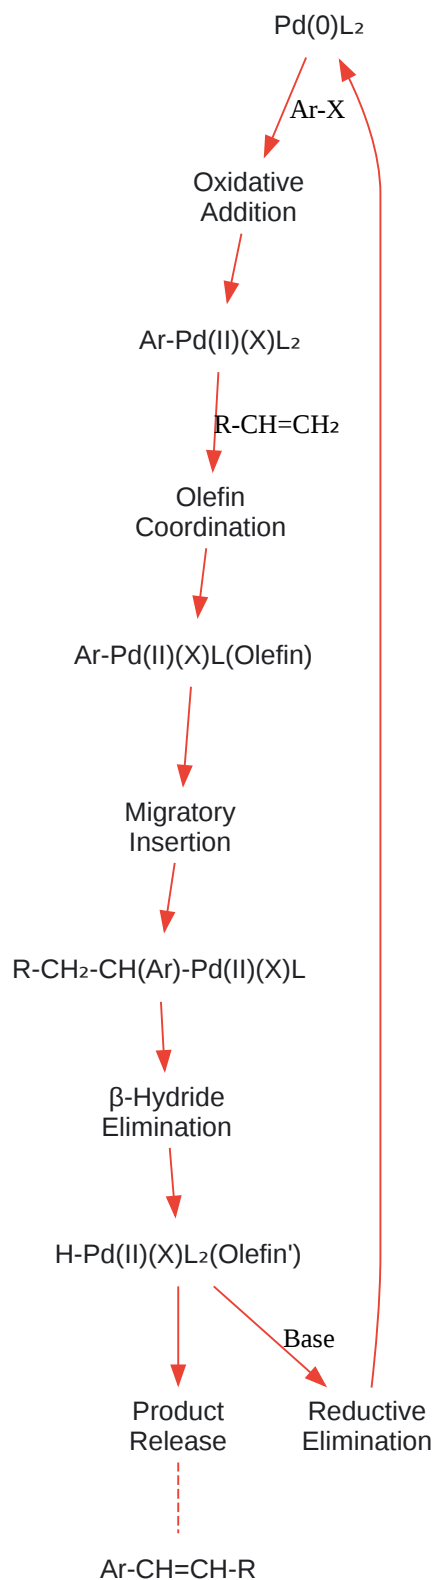 Pd(0)L₂
Ar-X
Oxidative
Addition
Ar-Pd(II)(X)L₂
R-CH=CH₂
Olefin
Coordination
Ar-Pd(II)(X)L(Olefin)
Migratory
Insertion
R-CH₂-CH(Ar)-Pd(II)(X)L
β-Hydride
Elimination
H-Pd(II)(X)L₂(Olefin')
Base
Product
Release
Reductive
Elimination
Ar-CH=CH-R